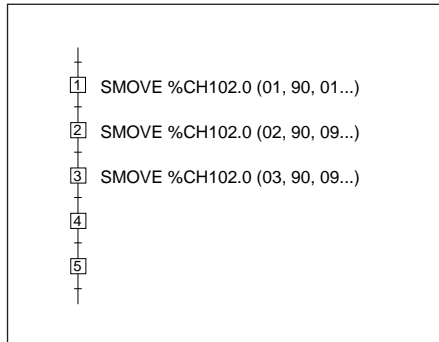 1 SMOVE %CH102.0 (01, 90, 01...)
2 SMOVE %CH102.0 (02, 90, 09...)
3 SMOVE %CH102.0 (03, 90, 09...)
4
5